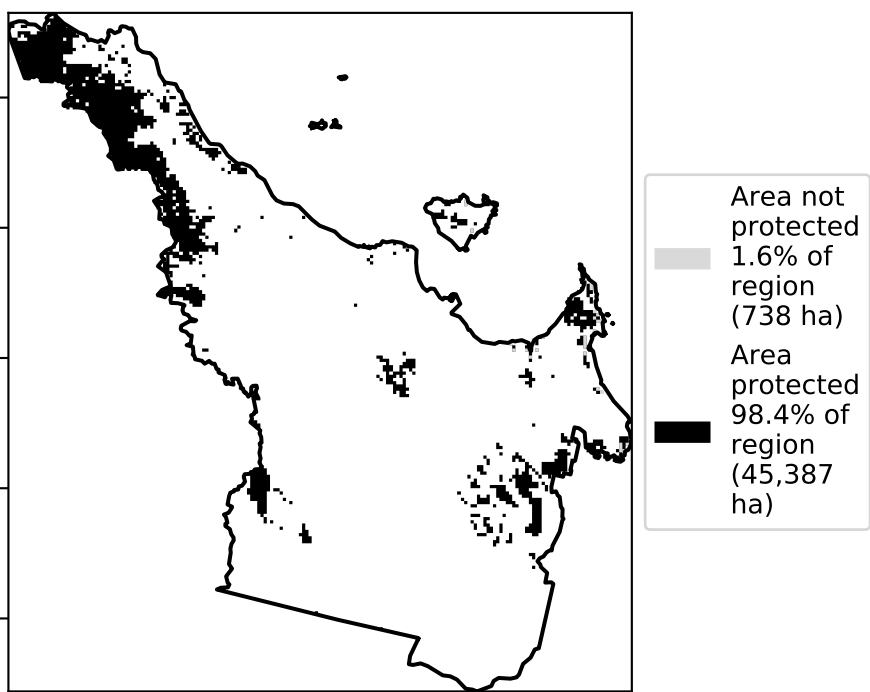 Area not
protected
1.6% of
region
(738 ha)
Area
protected
98.4% of
region
(45,387
ha)